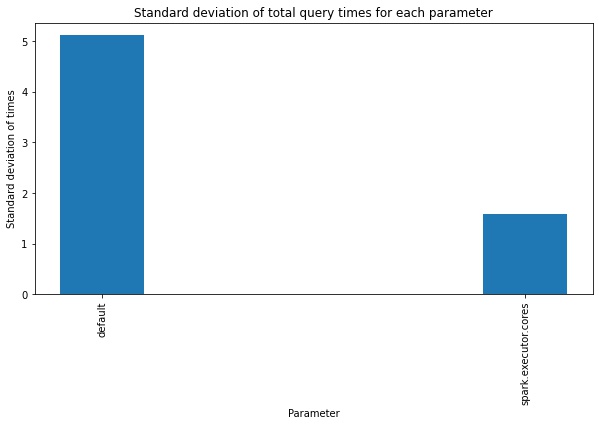 Standard deviation of total query times for each parameter
Standard deviation of times
5
4
3
2
1
0
default
spark.executor.cores
Parameter